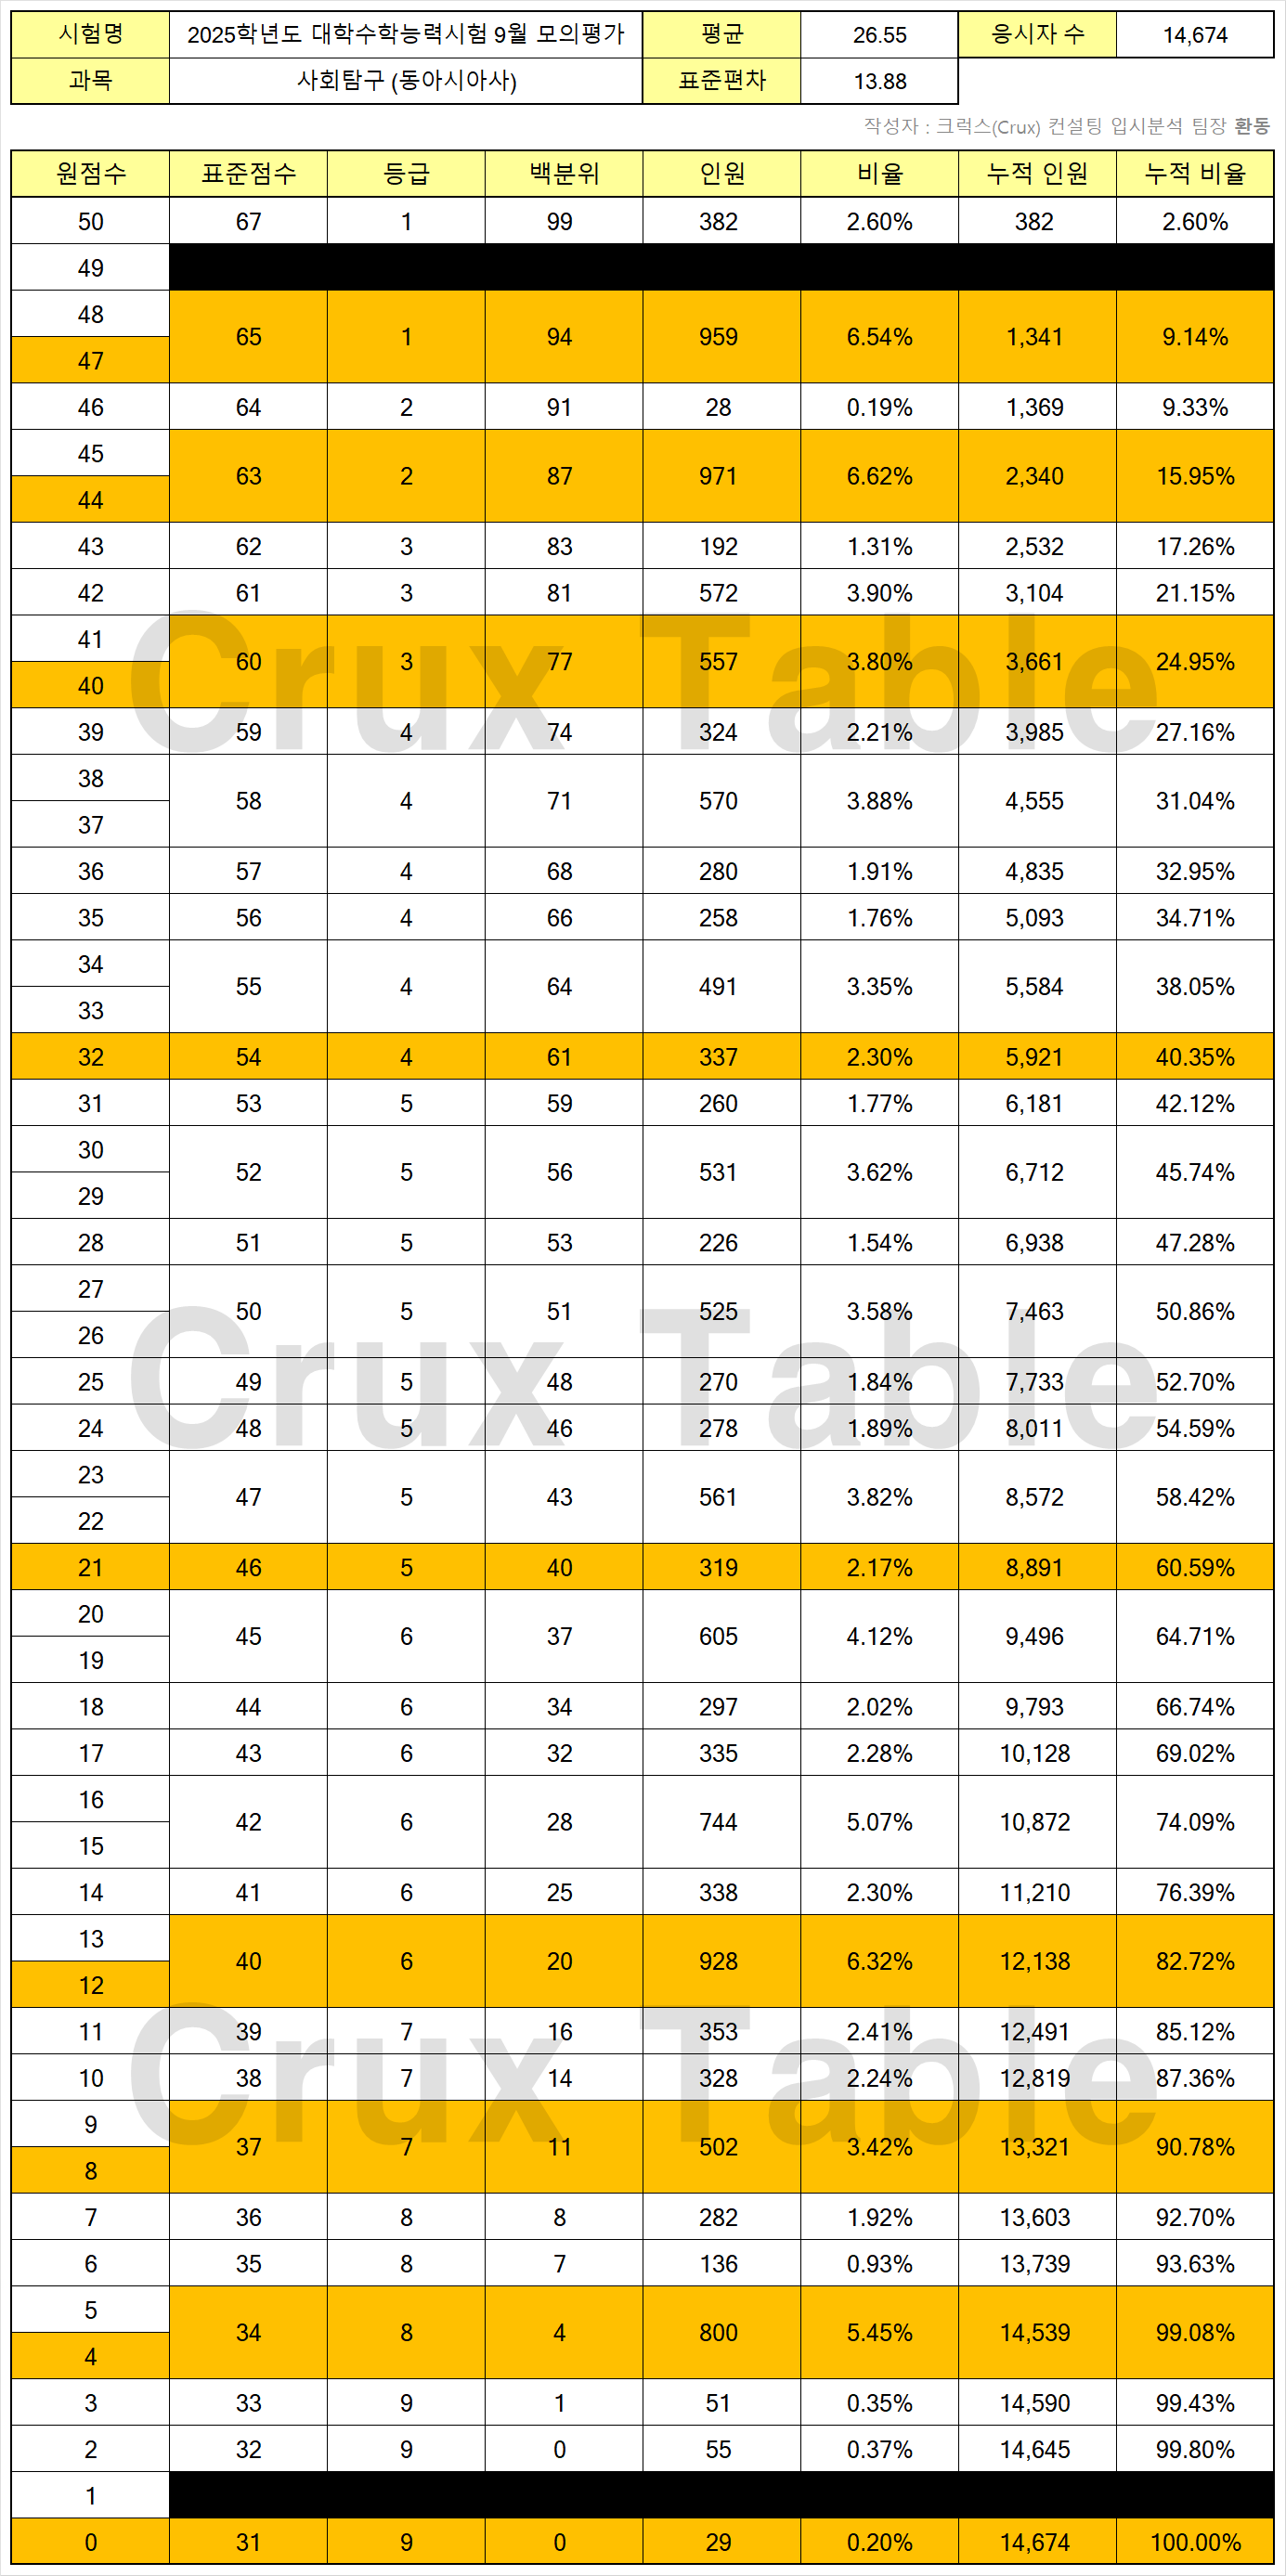 시험명 2025학년도 대학수학능력시험 9월 모의평가 평균 26.55 응시자 수 14,674
과목 사회탐구 (동아시아사) 표준편차 13.88
작성자 : 크럭스(Crux) 컨설팅 입시분석 팀장 환동
원점수 표준점수 등급 백분위 인원 비율 누적 인원 누적 비율
50 67 1 99 382 2.60% 382 2.60%
49
48
65 1 94 959 6.54% 1,341 9.14%
47
46 64 2 91 28 0.19% 1,369 9.33%
45
63 2 87 971 6.62% 2,340 15.95%
44
43 62 3 83 192 1.31% 2,532 17.26%
42 61 3 81 572 3.90% 3,104 21.15%
41
60 3 77 557 3.80% 3,661 24.95%
40
Crux Table
39 59 4 74 324 2.21% 3,985 27.16%
38
58 4 71 570 3.88% 4,555 31.04%
37
36 57 4 68 280 1.91% 4,835 32.95%
35 56 4 66 258 1.76% 5,093 34.71%
34
55 4 64 491 3.35% 5,584 38.05%
33
32 54 4 61 337 2.30% 5,921 40.35%
31 53 5 59 260 1.77% 6,181 42.12%
30
52 5 56 531 3.62% 6,712 45.74%
29
28 51 5 53 226 1.54% 6,938 47.28%
27
50 5 51 525 3.58% 7,463 50.86%
26
Crux Table
25 49 5 48 270 1.84% 7,733 52.70%
24 48 5 46 278 1.89% 8,011 54.59%
23
47 5 43 561 3.82% 8,572 58.42%
22
21 46 5 40 319 2.17% 8,891 60.59%
20
45 6 37 605 4.12% 9,496 64.71%
19
18 44 6 34 297 2.02% 9,793 66.74%
17 43 6 32 335 2.28% 10,128 69.02%
16
42 6 28 744 5.07% 10,872 74.09%
15
14 41 6 25 338 2.30% 11,210 76.39%
13
40 6 20 928 6.32% 12,138 82.72%
12
11 39 7 16 353 2.41% 12,491 85.12%
Crux Table
10 38 7 14 328 2.24% 12,819 87.36%
9
37 7 11 502 3.42% 13,321 90.78%
8
7 36 8 8 282 1.92% 13,603 92.70%
6 35 8 7 136 0.93% 13,739 93.63%
5
34 8 4 800 5.45% 14,539 99.08%
4
3 33 9 1 51 0.35% 14,590 99.43%
2 32 9 0 55 0.37% 14,645 99.80%
1
0 31 9 0 29 0.20% 14,674 100.00%